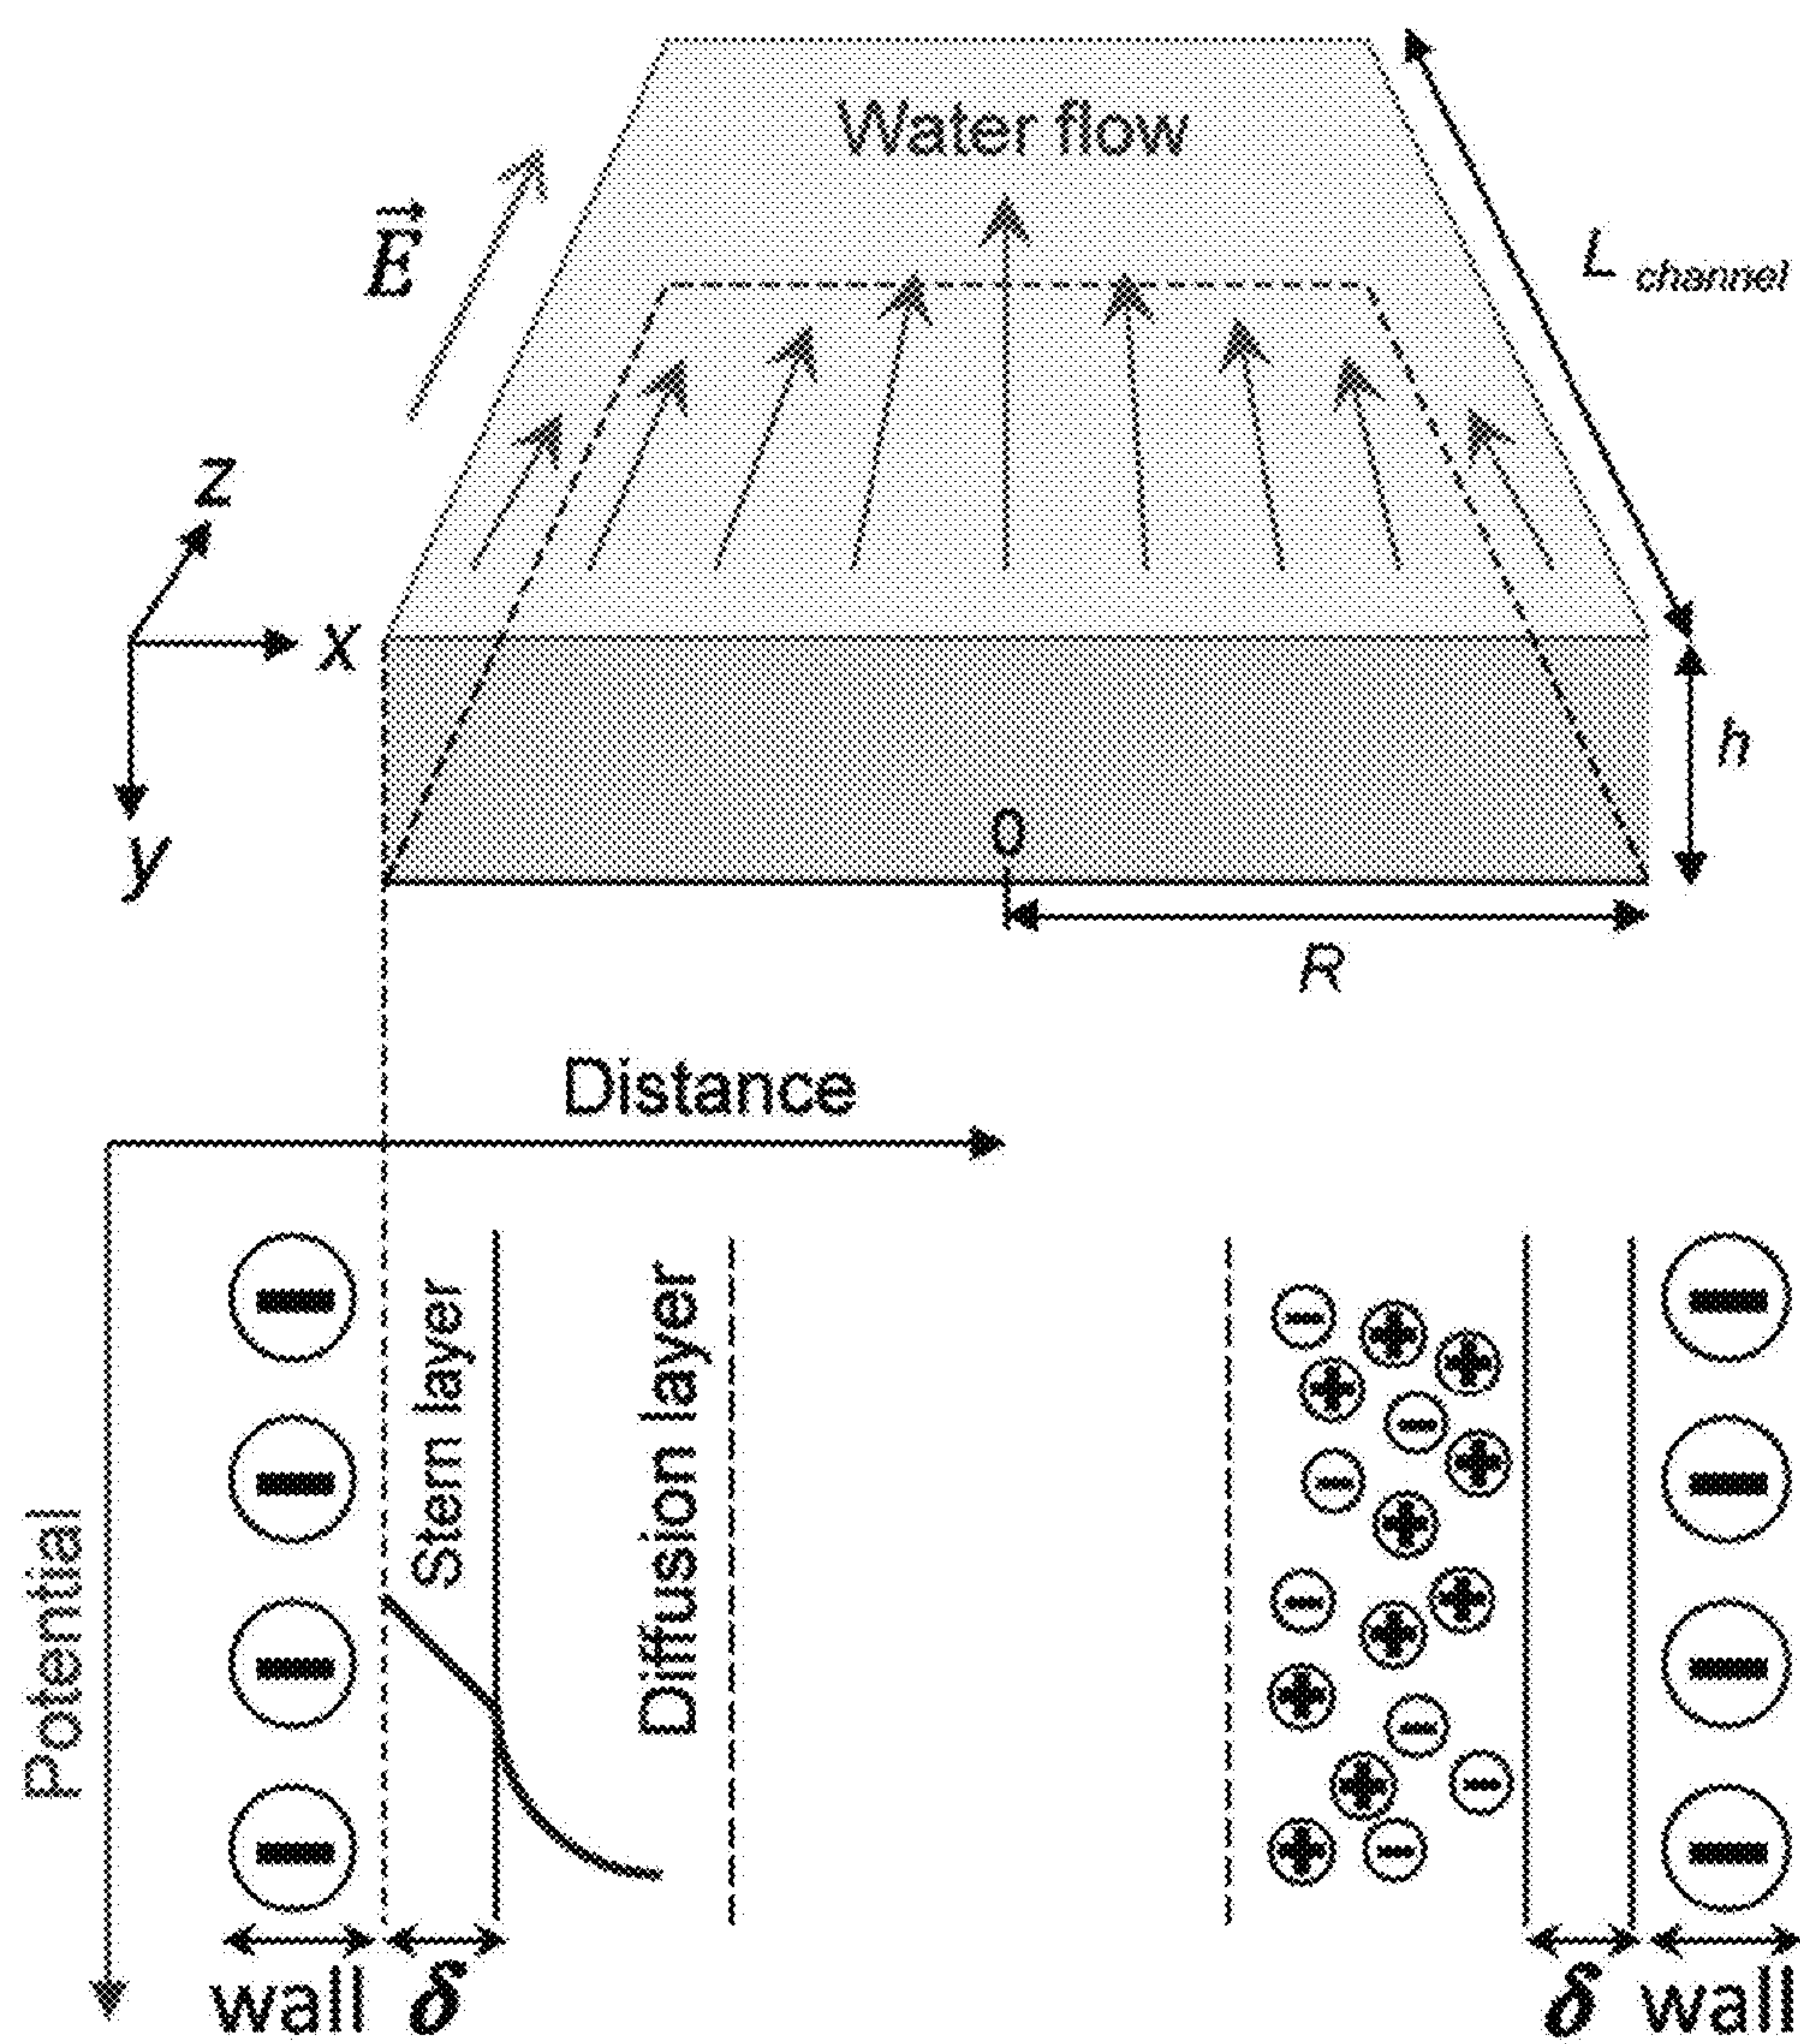 Water flow
E
L channel
z
x
h
y
0
R
Distance
Stern layer
Diffusion layer
Potential
wall
δ
δ
wall